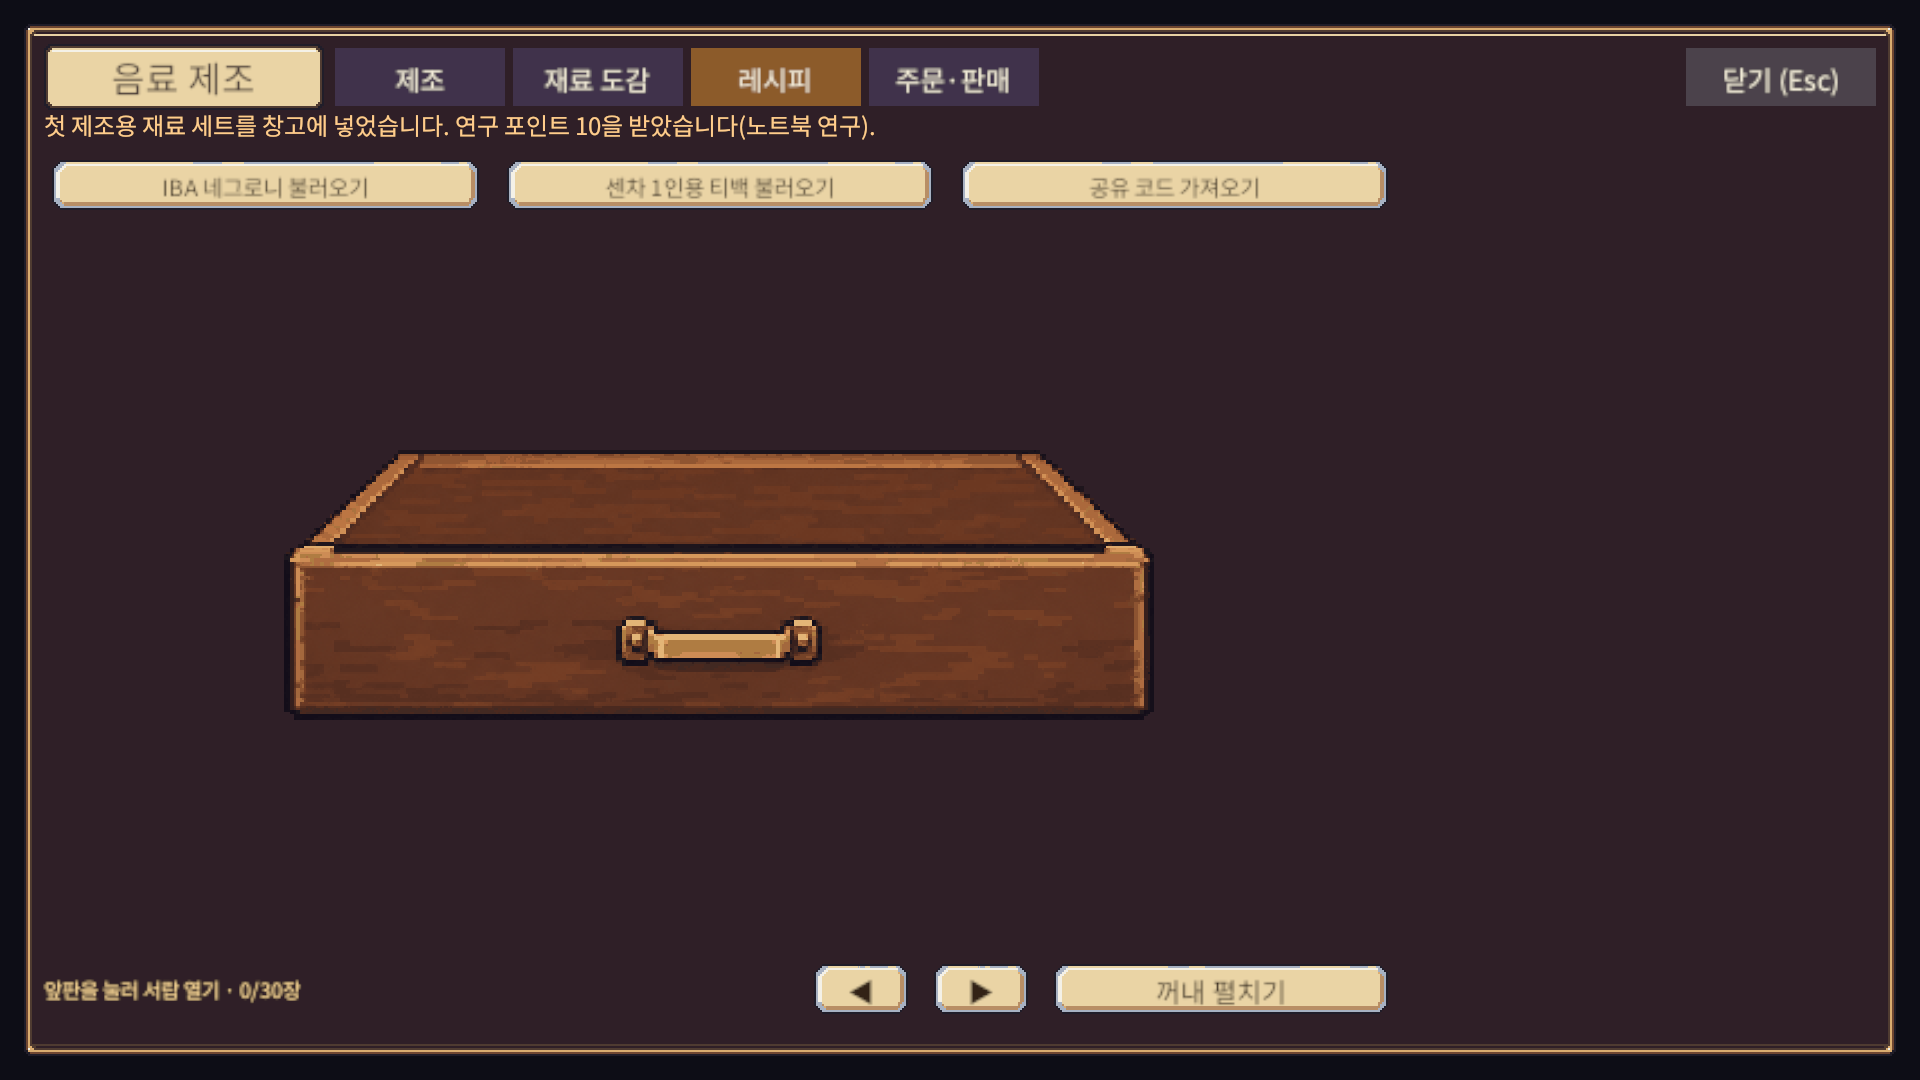 음료 제조
제조
재료 도감
레시피
주문·판매
닫기 (Esc)
첫 제조용 재료 세트를 창고에 넣었습니다. 연구 포인트 10을 받았습니다(노트북 연구).
IBA 네그로니 불러오기
센차 1인용 티백 불러오기
공유 코드 가져오기
앞판을 눌러 서랍 열기 · 0/30장
◀
▶
꺼내 펼치기